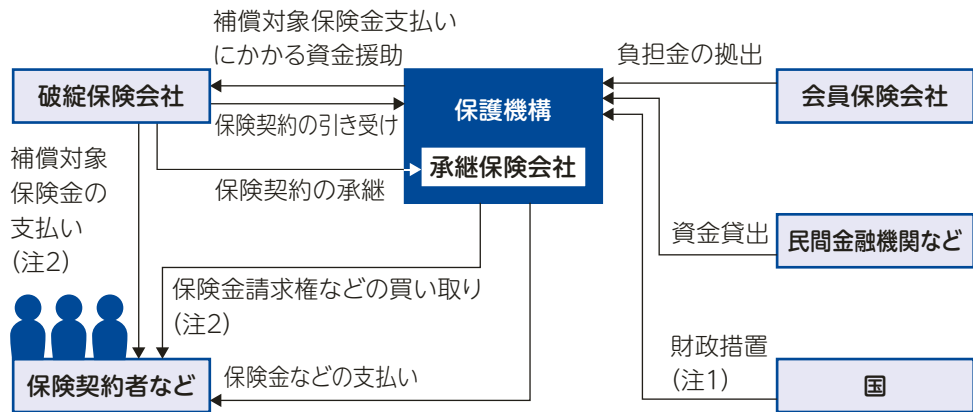 補償対象保険金支払い
にかかる資金援助
破綻保険会社
保険契約の引き受け
保護機構
承継保険会社
保険契約の承継
負担金の拠出
会員保険会社
補償対象
保険金の
支払い
(注2)
資金貸出
民間金融機関など
保険金請求権などの買い取り
(注2)
財政措置
(注1)
保険契約者など
保険金などの支払い
国